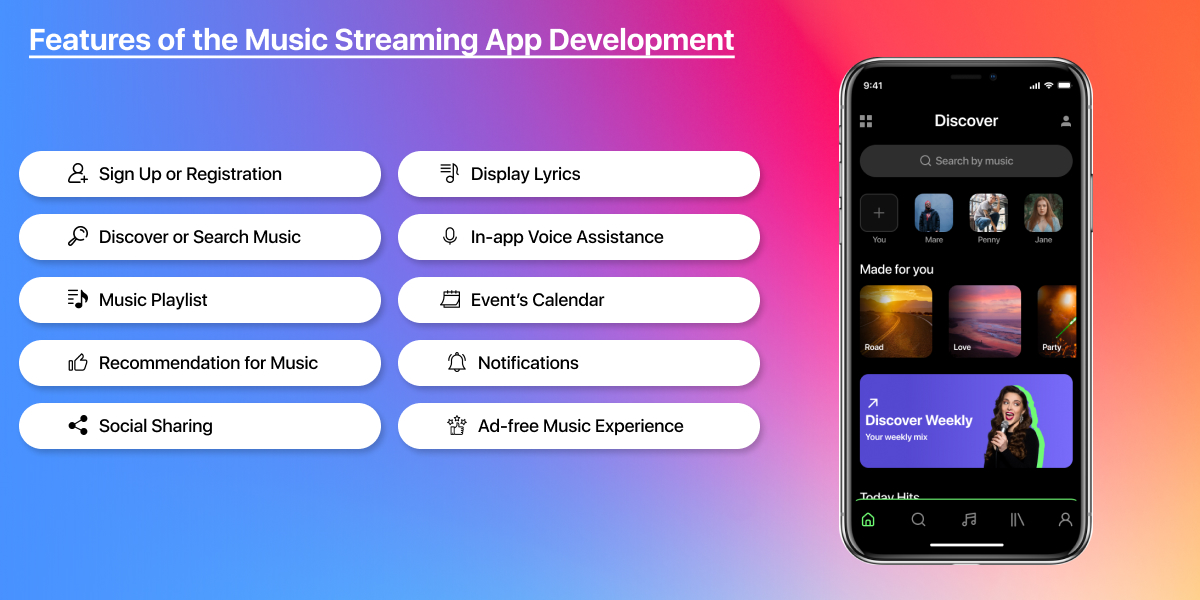 Features of the Music Streaming App Development
Sign Up or Registration
Discover or Search Music
Music Playlist
Recommendation for Music
Social Sharing
Display Lyrics
In-app Voice Assistance
Event's Calendar
Notifications
Ad-free Music Experience
9:41
Discover
Search by music
You Mare Penny Jane
Made for you
Road Love Party
Discover Weekly
Your weekly mix
Today Hits